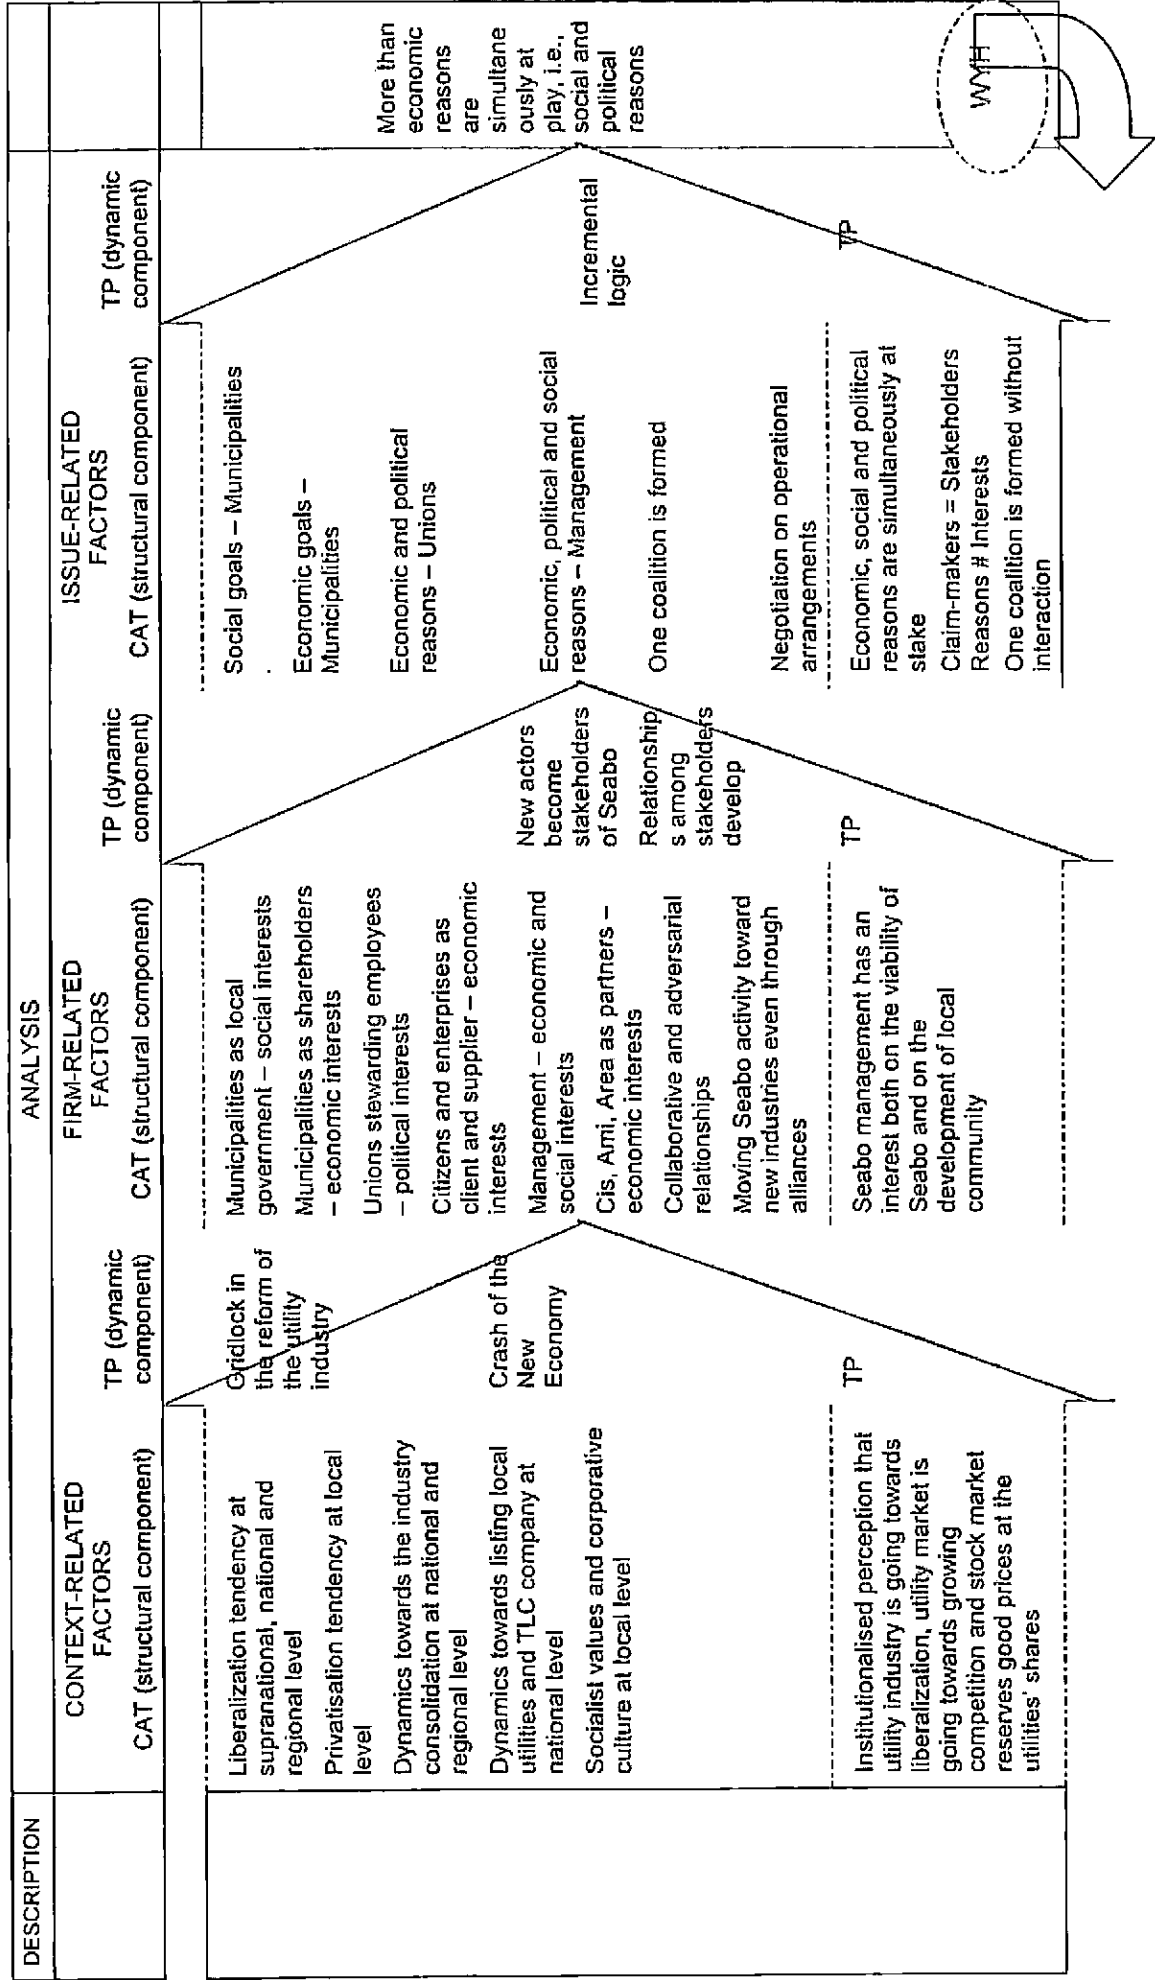 DESCRIPTION
ANALYSIS
CONTEXT-RELATED
FACTORS
CAT (structural component)
TP (dynamic
component)
FIRM-RELATED
FACTORS
CAT (structural component)
TP (dynamic
component)
ISSUE-RELATED
FACTORS
CAT (structural component)
TP (dynamic
component)
Liberalization tendency at
supranational, national and
regional level
Privatisation tendency at local
level
Dynamics towards the industry
consolidation at national and
regional level
Dynamics towards listing local
utilities and TLC company at
national level
Socialist values and corporative
culture at local level
Institutionalised perception that
utility industry is going towards
liberalization, utility market is
going towards growing
competition and stock market
reserves good prices at the
utilities' shares
Gridlock in
the reform of
the utility
industry
Crash of the
New
Economy
TP
Municipalities as local
government – social interests
Municipalities as shareholders
– economic interests
Unions stewarding employees
– political interests
Citizens and enterprises as
client and supplier – economic
interests
Management – economic and
social interests
Cis, Ami, Area as partners –
economic interests
Collaborative and adversarial
relationships
Moving Seabo activity toward
new industries even through
alliances
Seabo management has an
interest both on the viability of
Seabo and on the
development of local
community
New actors
become
stakeholders
of Seabo
Relationship
s among
stakeholders
develop
TP
Social goals – Municipalities
.
Economic goals –
Municipalities
Economic and political
reasons – Unions
Economic, political and social
reasons – Management
One coalition is formed
Negotiation on operational
arrangements
Economic, social and political
reasons are simultaneously at
stake
Claim-makers = Stakeholders
Reasons # Interests
One coalition is formed without
interaction
Incremental
logic
TP
More than
economic
reasons
are
simultane
ously at
play, i.e.,
social and
political
reasons
WYH